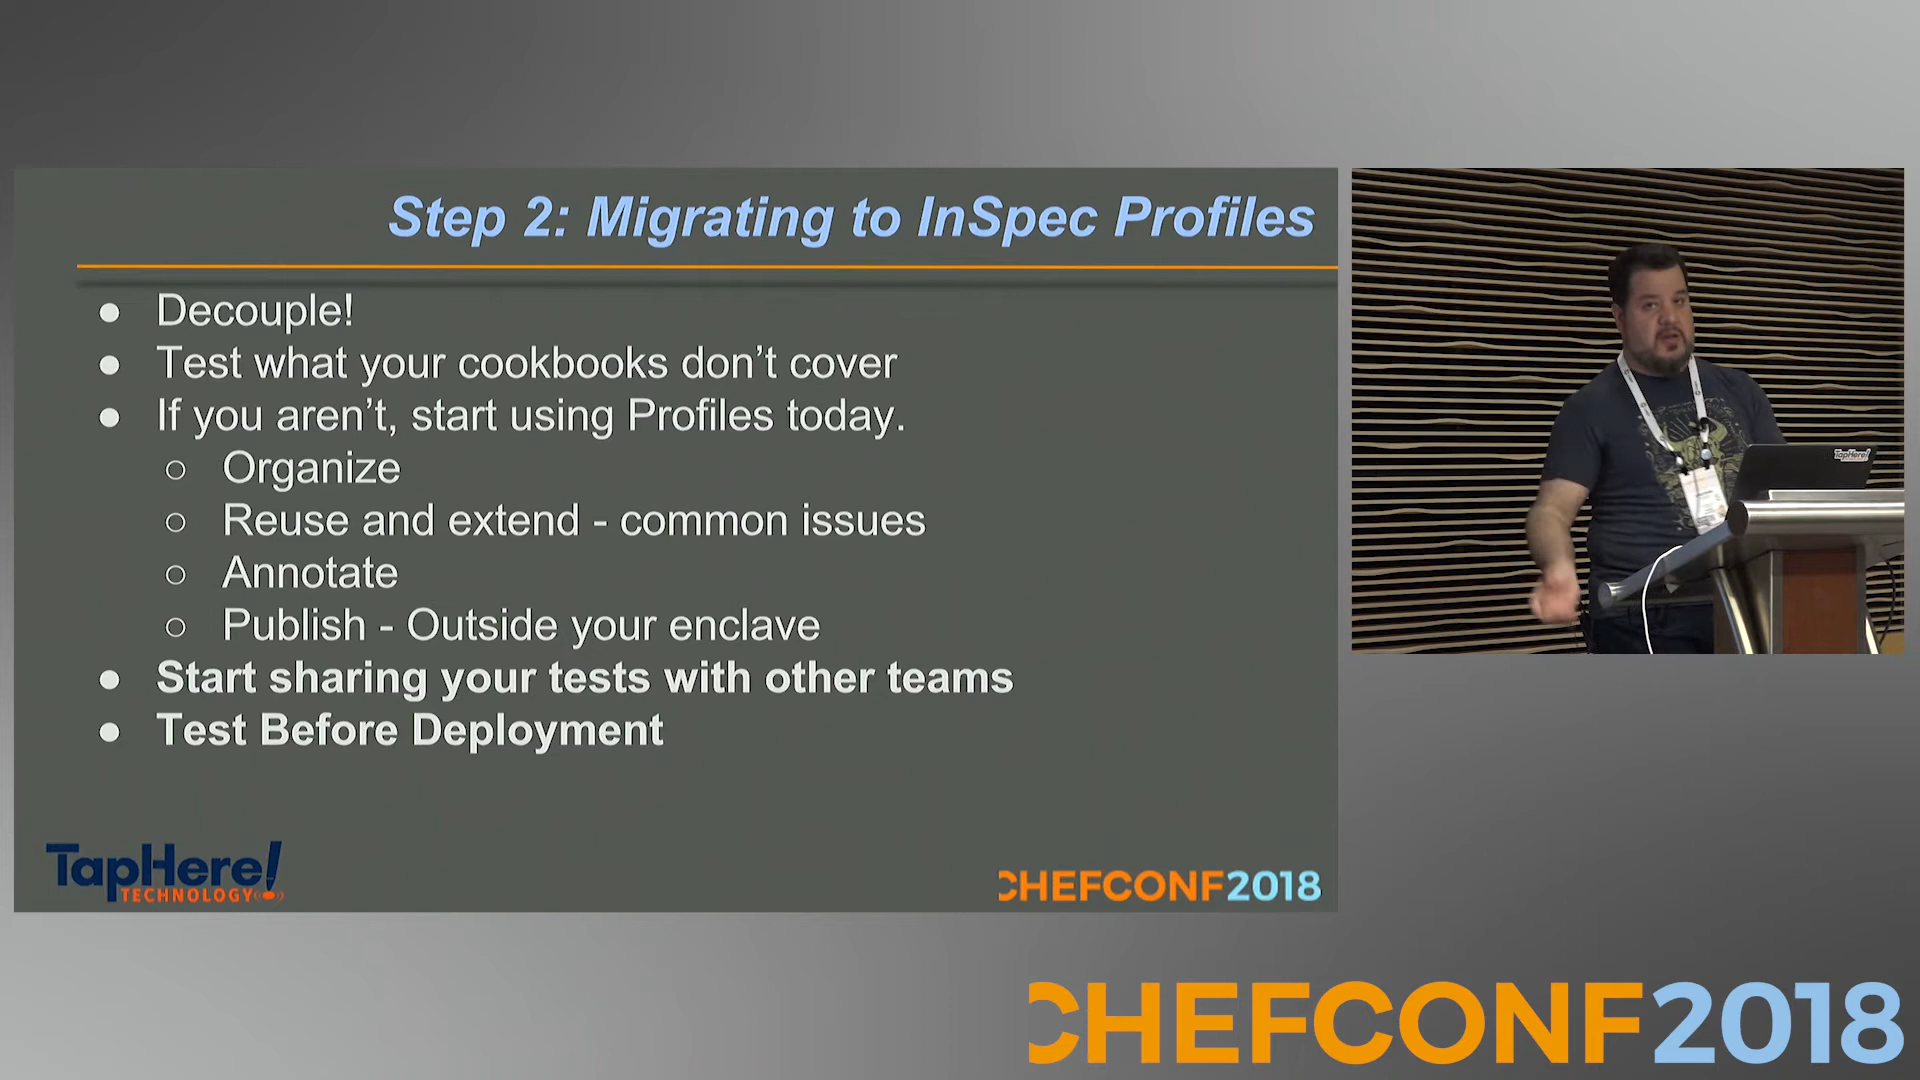 Step 2: Migrating to InSpec Profiles
● Decouple!
● Test what your cookbooks don’t cover
● If you aren’t, start using Profiles today.
○ Organize
○ Reuse and extend - common issues
○ Annotate
○ Publish - Outside your enclave
● Start sharing your tests with other teams
● Test Before Deployment
TapHere!
TECHNOLOGY
CHEFCONF2018
TapHere!
CHEFCONF2018